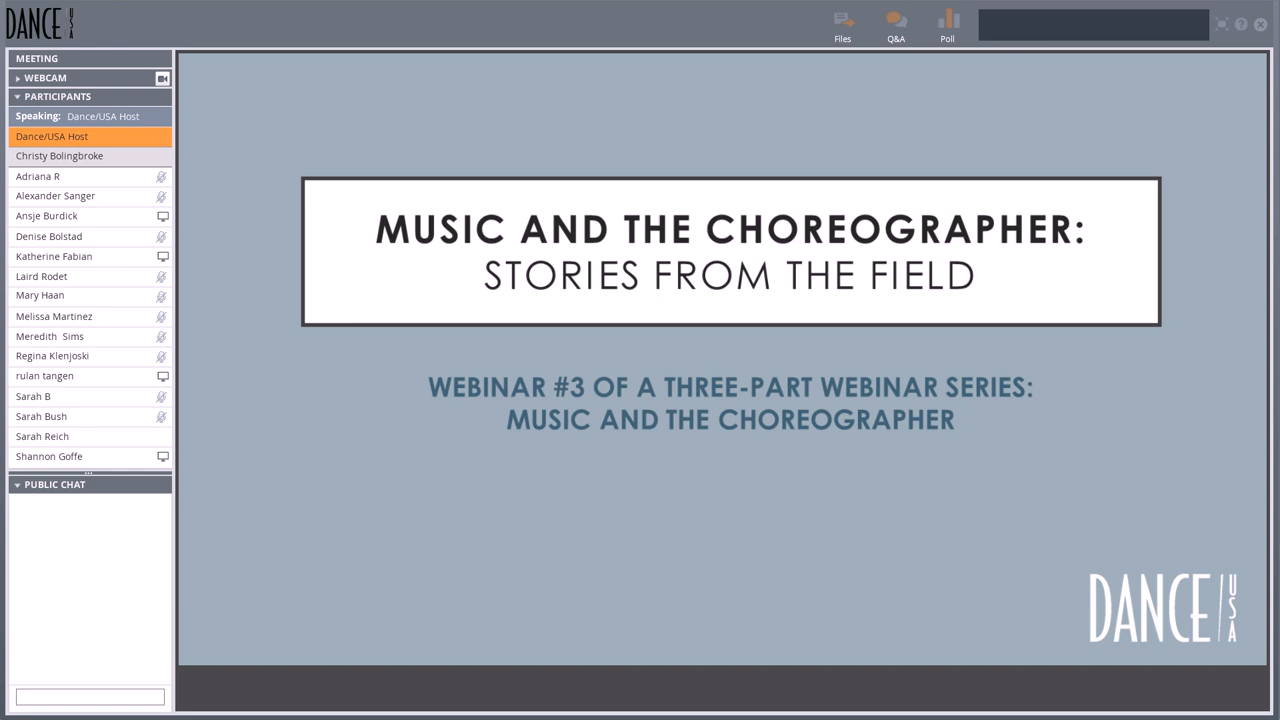 DANCE/USA
Files
Q&A
Poll
MEETING
WEBCAM
PARTICIPANTS
Speaking: Dance/USA Host
Dance/USA Host
Christy Bolingbroke
Adriana R
Alexander Sanger
Ansje Burdick
Denise Bolstad
Katherine Fabian
Laird Rodet
Mary Haan
Melissa Martinez
Meredith Sims
Regina Klenjoski
rulan tangen
Sarah B
Sarah Bush
Sarah Reich
Shannon Goffe
PUBLIC CHAT
MUSIC AND THE CHOREOGRAPHER:
STORIES FROM THE FIELD
WEBINAR #3 OF A THREE-PART WEBINAR SERIES:
MUSIC AND THE CHOREOGRAPHER
DANCE/USA